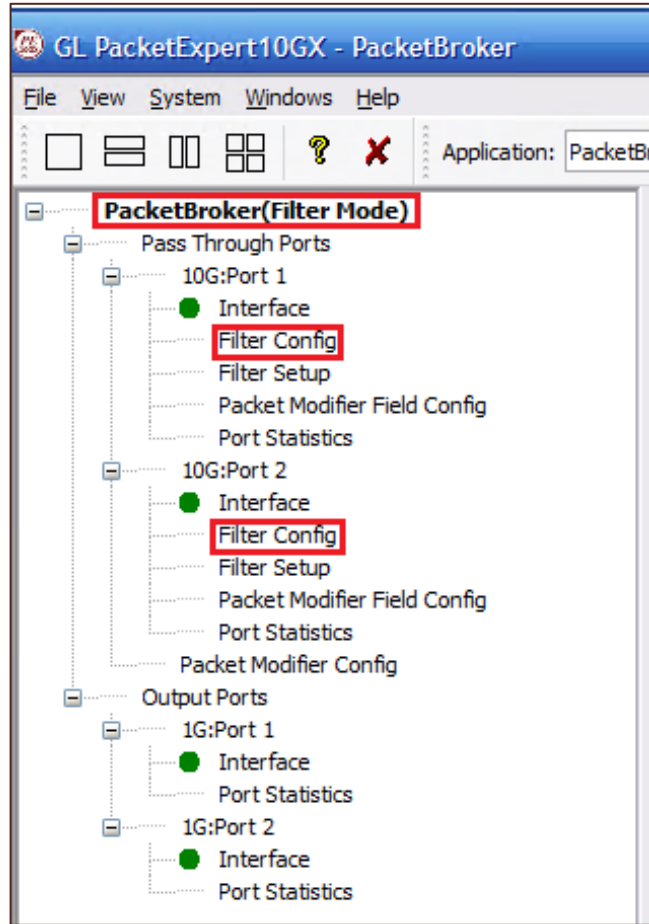 GL PacketExpert10GX - PacketBroker
File View System Windows Help
Application: PacketB
PacketBroker(Filter Mode)
Pass Through Ports
10G:Port 1
Interface
Filter Config
Filter Setup
Packet Modifier Field Config
Port Statistics
10G:Port 2
Interface
Filter Config
Filter Setup
Packet Modifier Field Config
Port Statistics
Packet Modifier Config
Output Ports
1G:Port 1
Interface
Port Statistics
1G:Port 2
Interface
Port Statistics